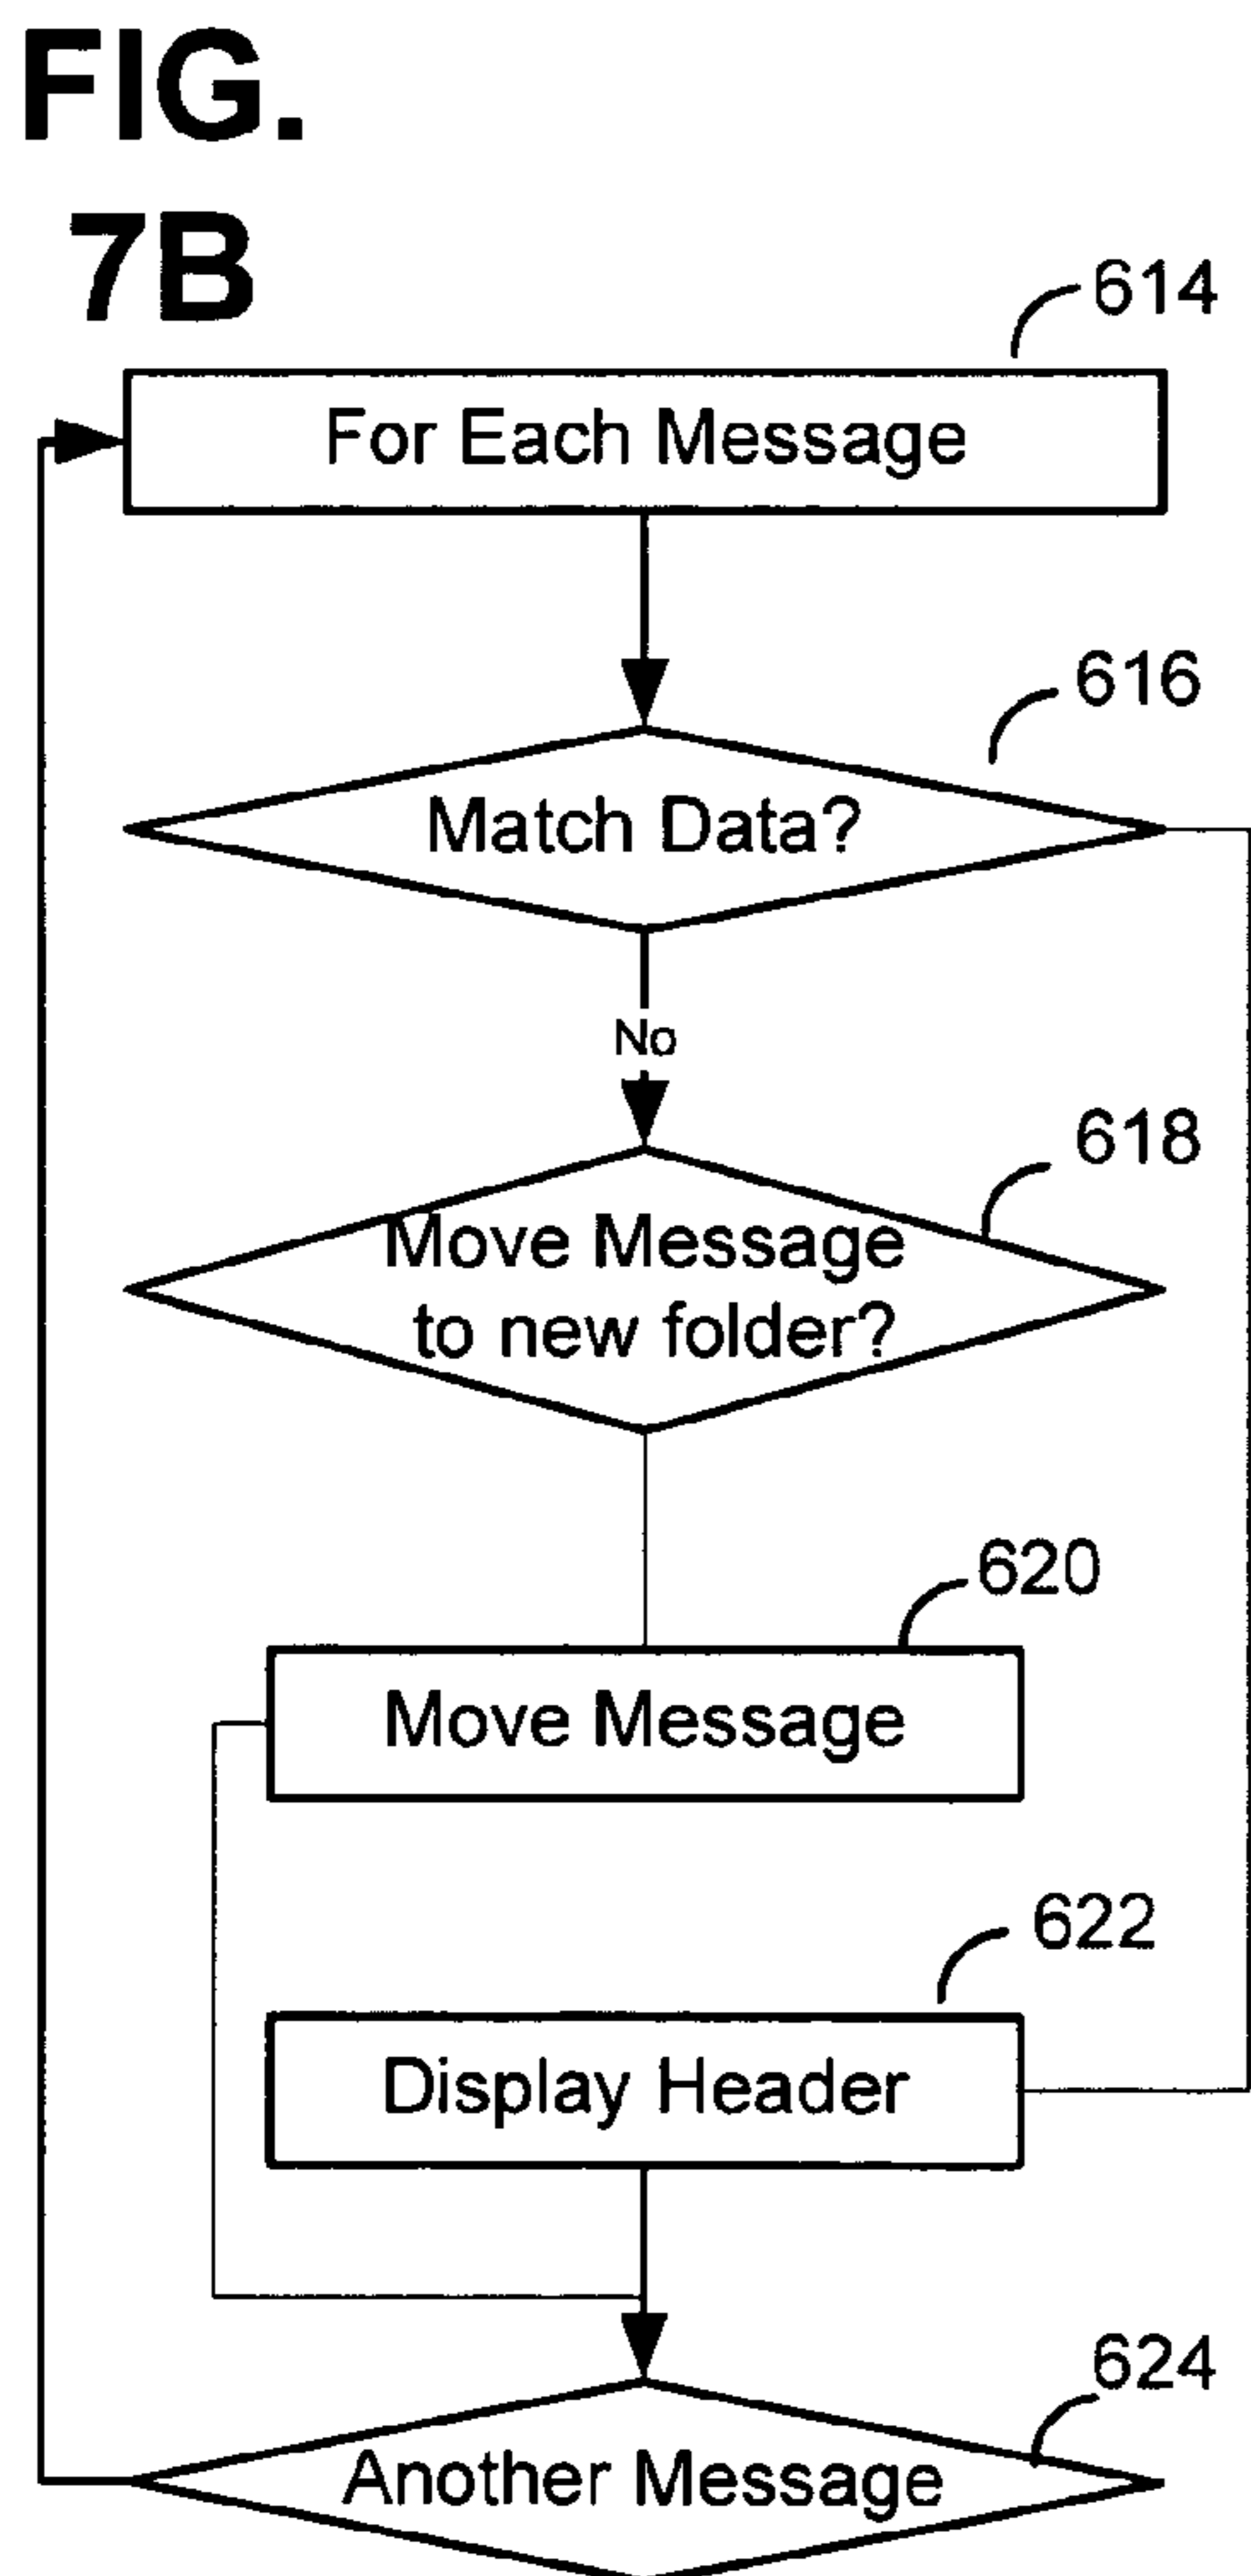 FIG.
7B
614
For Each Message
616
Match Data?
No
618
Move Message
to new folder?
620
Move Message
622
Display Header
624
Another Message